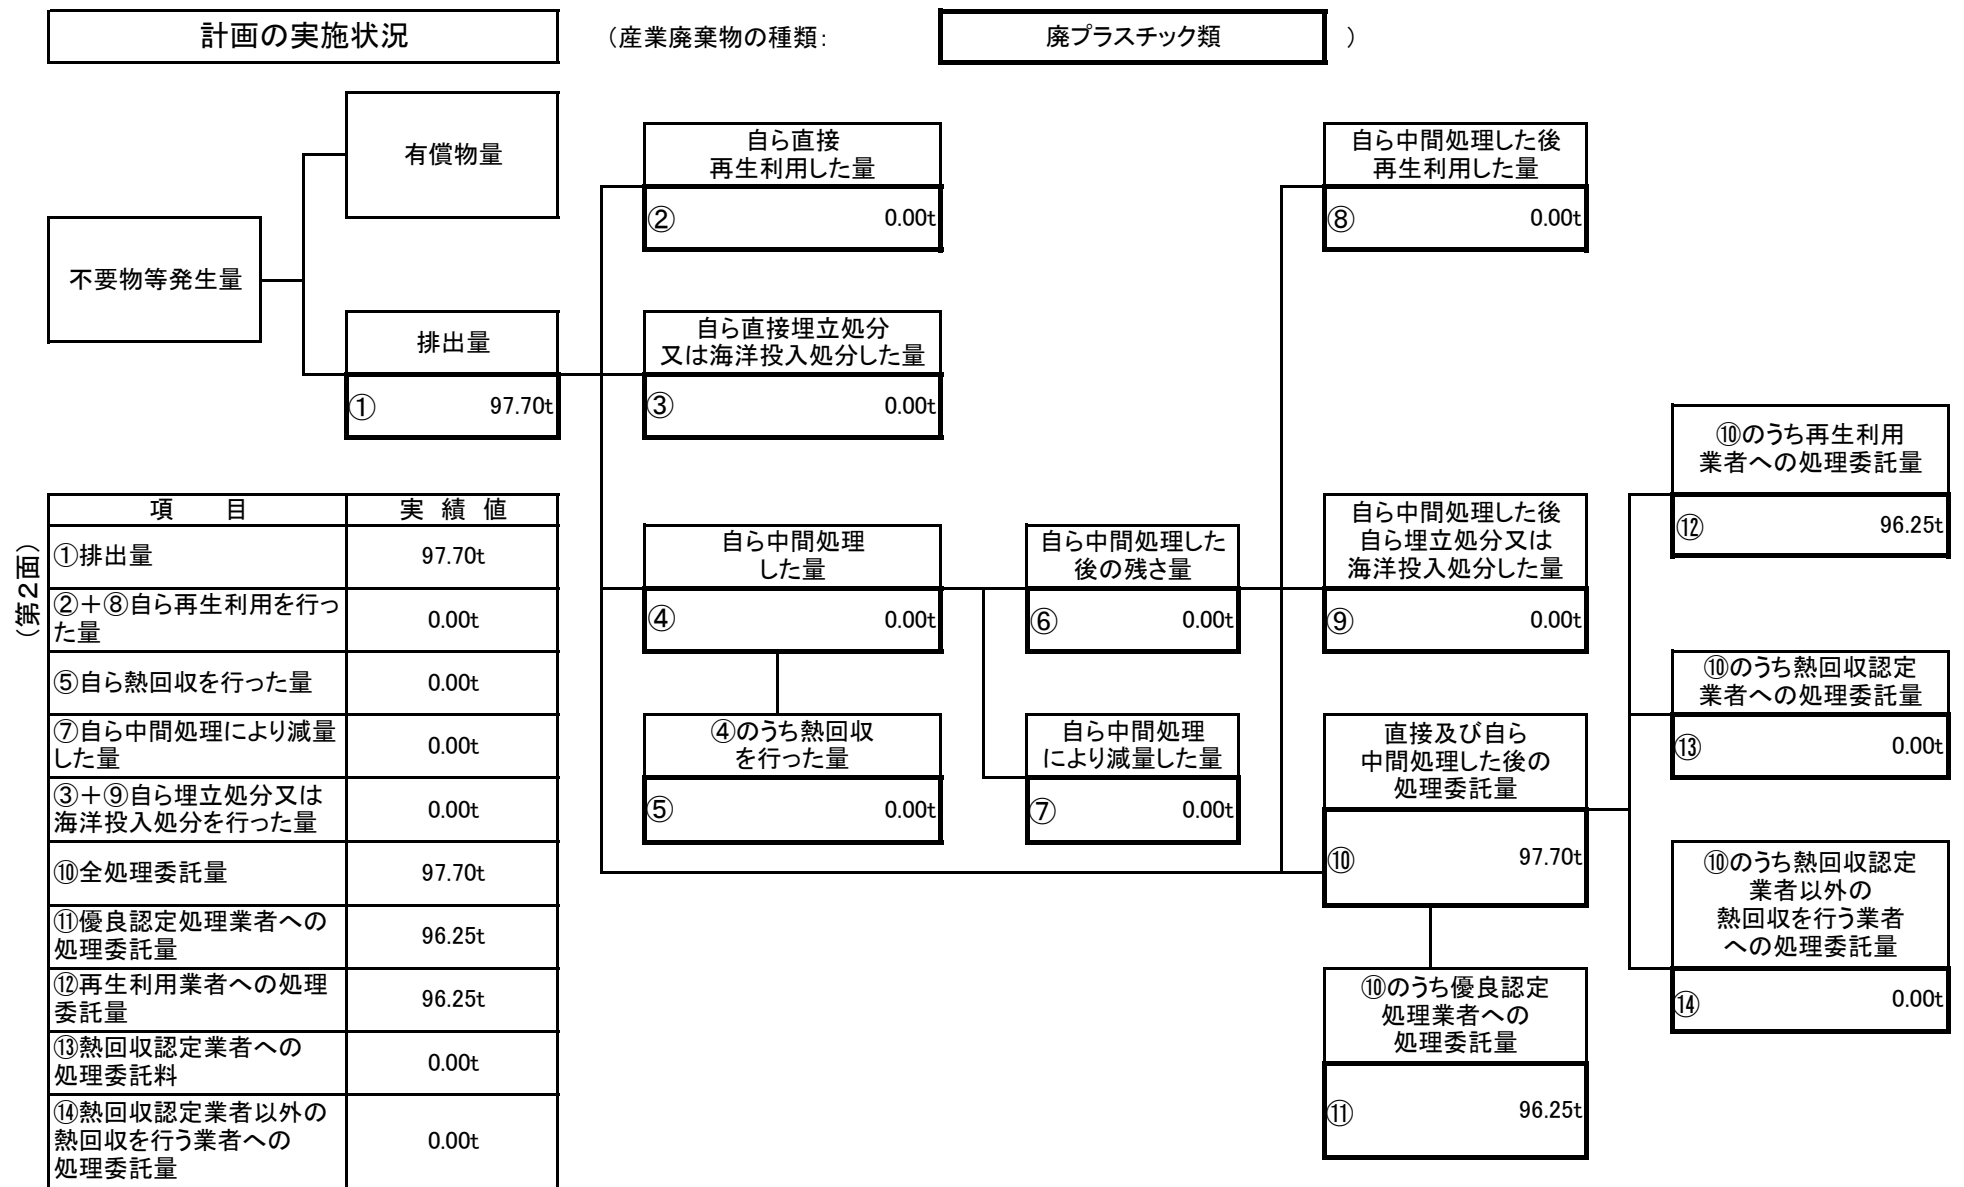 計画の実施状況
（産業廃棄物の種類：
廃プラスチック類
）
有償物量
不要物等発生量
排出量
①
97.70t
自ら直接
再生利用した量
②
0.00t
自ら直接埋立処分
又は海洋投入処分した量
③
0.00t
自ら中間処理
した量
④
0.00t
④のうち熱回収
を行った量
⑤
0.00t
自ら中間処理した
後の残さ量
⑥
0.00t
自ら中間処理
により減量した量
⑦
0.00t
自ら中間処理した後
再生利用した量
⑧
0.00t
自ら中間処理した後
自ら埋立処分又は
海洋投入処分した量
⑨
0.00t
直接及び自ら
中間処理した後の
処理委託量
⑩
97.70t
⑩のうち優良認定
処理業者への
処理委託量
⑪
96.25t
⑩のうち再生利用
業者への処理委託量
⑫
96.25t
⑩のうち熱回収認定
業者への処理委託量
⑬
0.00t
⑩のうち熱回収認定
業者以外の
熱回収を行う業者
への処理委託量
⑭
0.00t
（第２面）
項　目
実 績 値
①排出量
97.70t
②＋⑧自ら再生利用を行っ
た量
0.00t
⑤自ら熱回収を行った量
0.00t
⑦自ら中間処理により減量
した量
0.00t
③＋⑨自ら埋立処分又は
海洋投入処分を行った量
0.00t
⑩全処理委託量
97.70t
⑪優良認定処理業者への
処理委託量
96.25t
⑫再生利用業者への処理
委託量
96.25t
⑬熱回収認定業者への
処理委託料
0.00t
⑭熱回収認定業者以外の
熱回収を行う業者への
処理委託量
0.00t